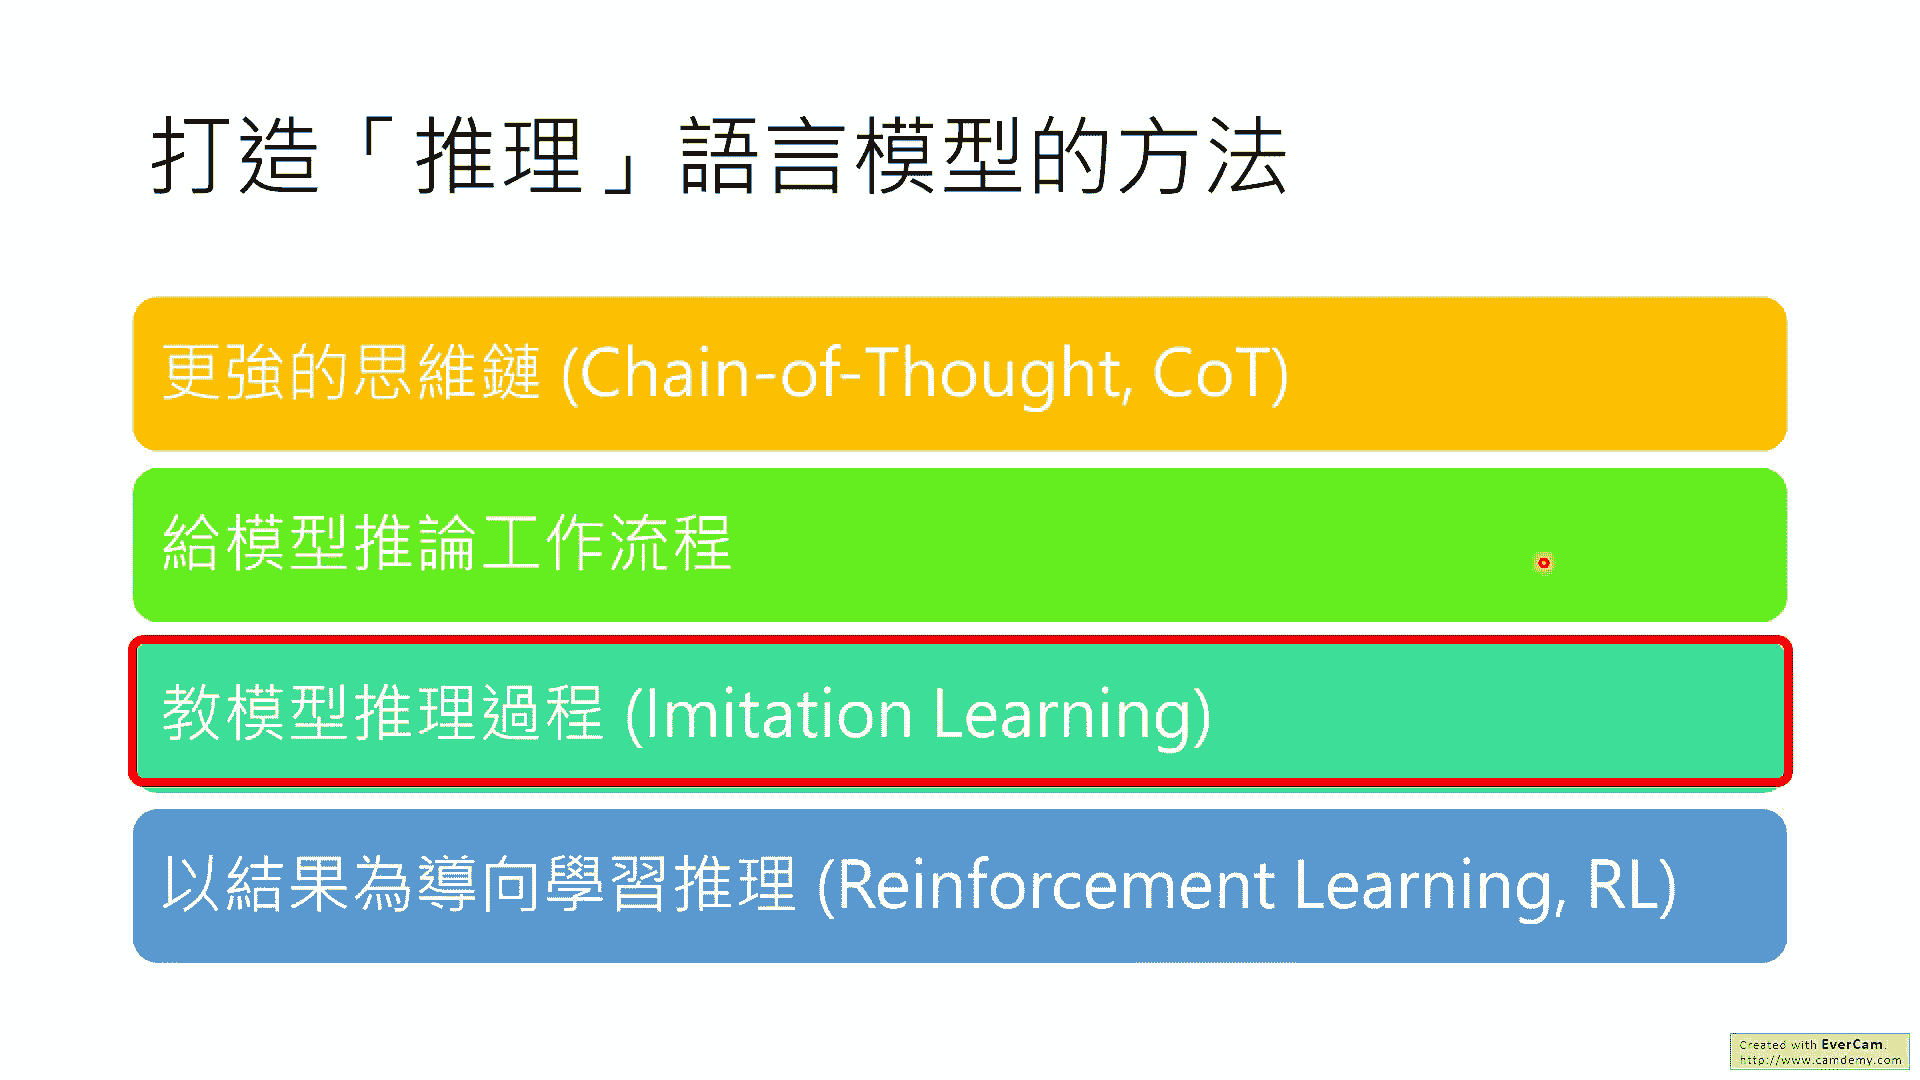 打造「推理」語言模型的方法
更強的思維鏈 (Chain-of-Thought, CoT)
給模型推論工作流程
教模型推理過程 (Imitation Learning)
以結果為導向學習推理 (Reinforcement Learning, RL)
Created with EverCam.
http://www.camdemy.com